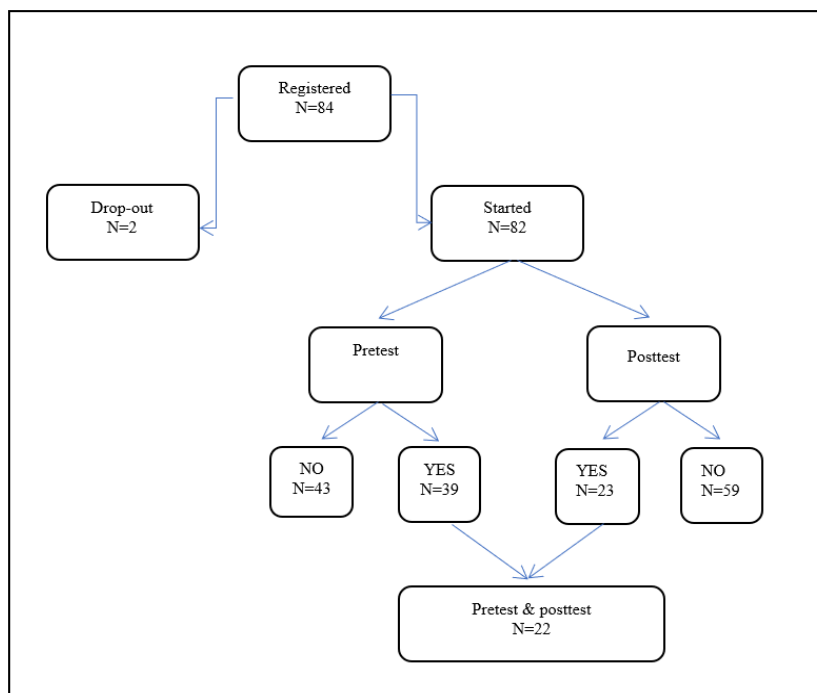 Registered
N=84
Drop-out
N=2
Started
N=82
Pretest
Posttest
NO
N=43
YES
N=39
YES
N=23
NO
N=59
Pretest & posttest
N=22